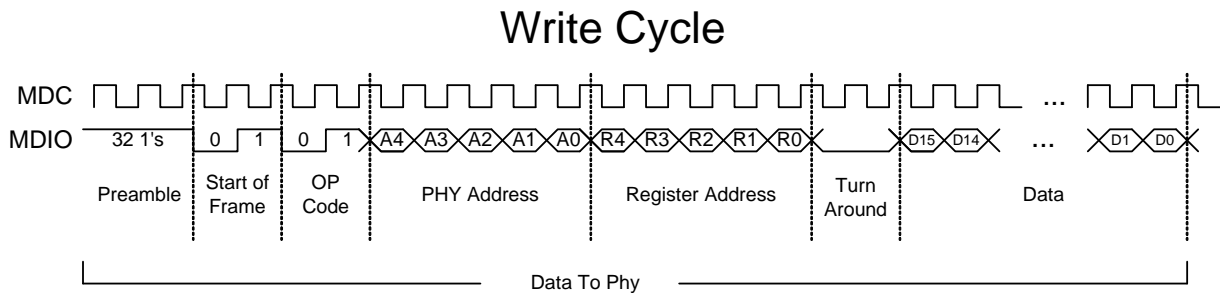 Write Cycle
MDC ...
MDIO 32 1's 0 1 0 1 A4 A3 A2 A1 A0 R4 R3 R2 R1 R0 D15 D14 ... D1 D0
Preamble Start of Frame OP Code PHY Address Register Address Turn Around Data
Data To Phy